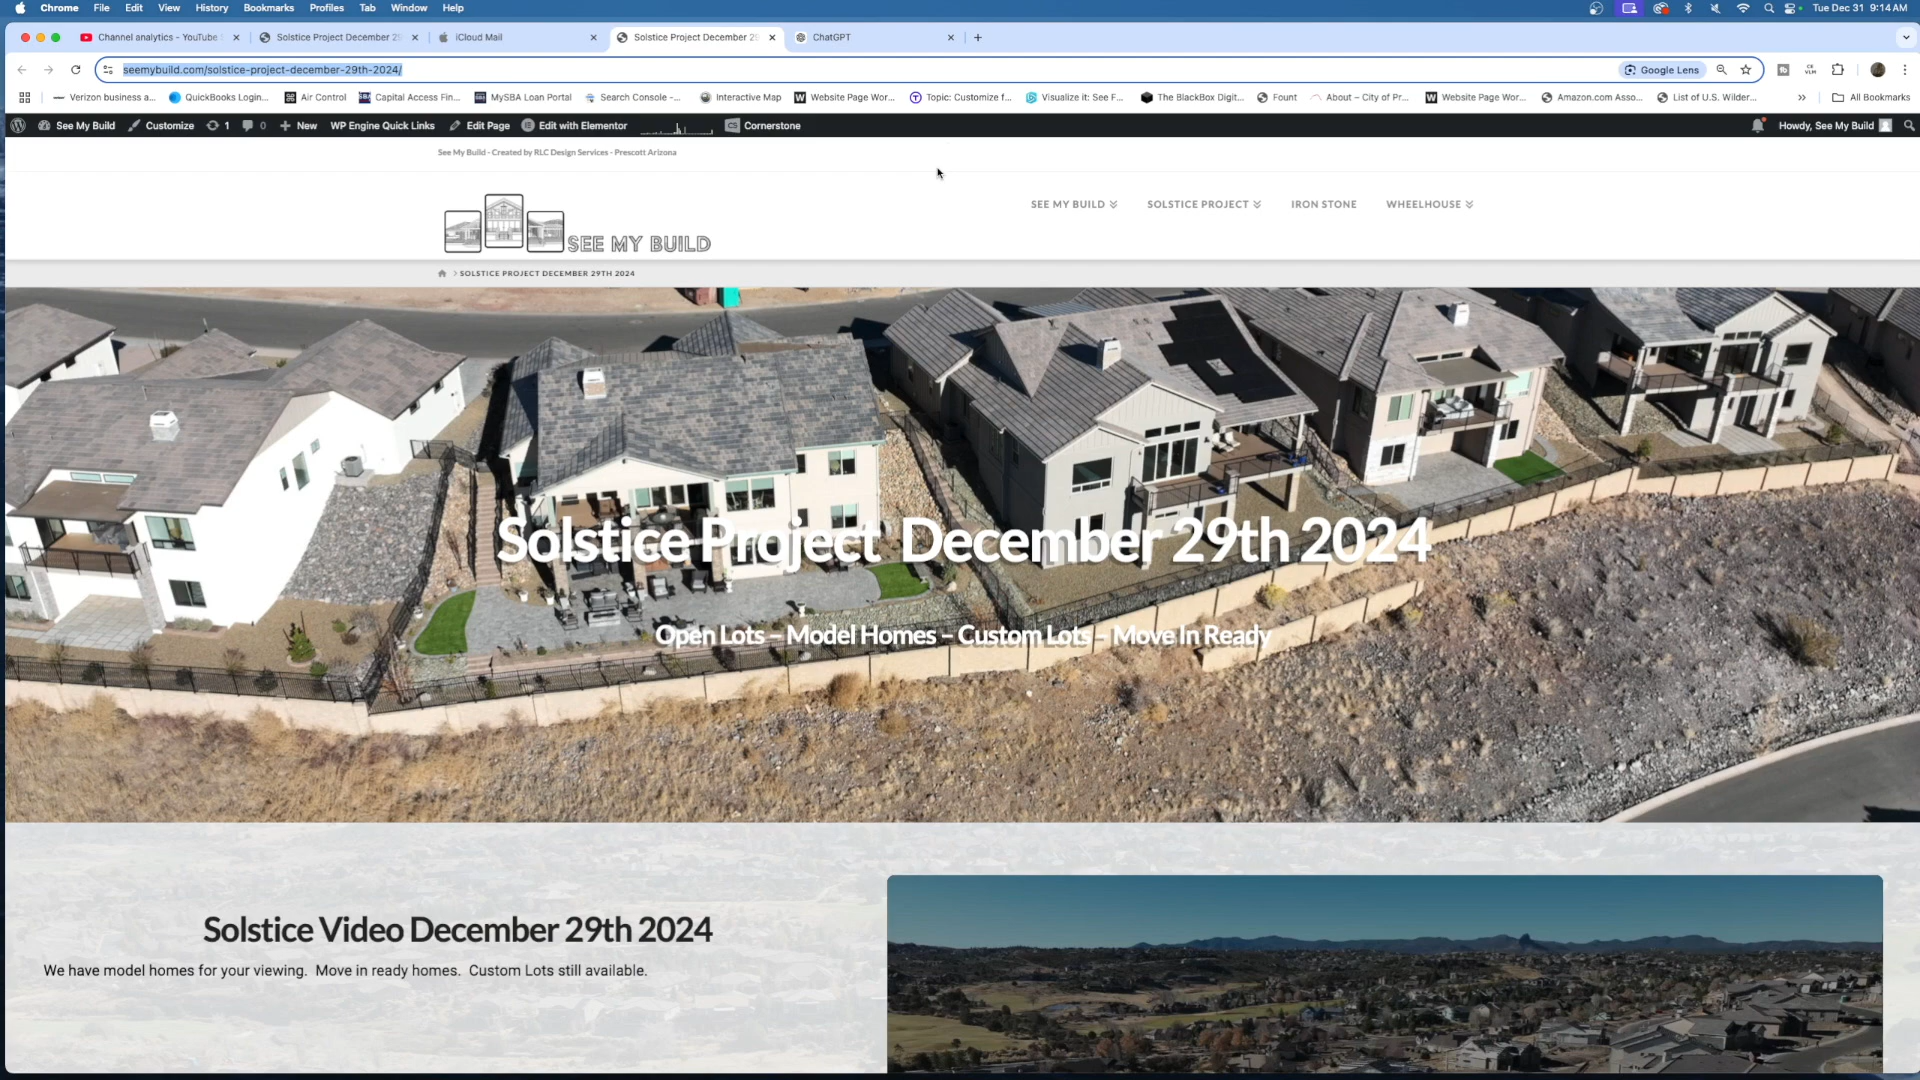 Chrome File Edit View History Bookmarks Profiles Tab Window Help Tue Dec 31 9:14 AM
Channel analytics - YouTube Solstice Project December 29 iCloud Mail Solstice Project December 29 ChatGPT
seemybuild.com/solstice-project-december-29th-2024/ Google Lens
Verizon business a... QuickBooks Login... Air Control Capital Access Fin... MySBA Loan Portal Search Console -... Interactive Map Website Page Wor... Topic: Customize f... Visualize it: See F... The BlackBox Digit... Fount About – City of Pr... Website Page Wor... Amazon.com Asso... List of U.S. Wilder... All Bookmarks
See My Build Customize 1 0 New WP Engine Quick Links Edit Page Edit with Elementor CS Cornerstone Howdy, See My Build
See My Build - Created by RLC Design Services - Prescott Arizona
SEE MY BUILD SOLSTICE PROJECT IRON STONE WHEELHOUSE
SEE MY BUILD
SOLSTICE PROJECT DECEMBER 29TH 2024
Solstice Project December 29th 2024
Open Lots – Model Homes – Custom Lots – Move In Ready
Solstice Video December 29th 2024
We have model homes for your viewing. Move in ready homes. Custom Lots still available.